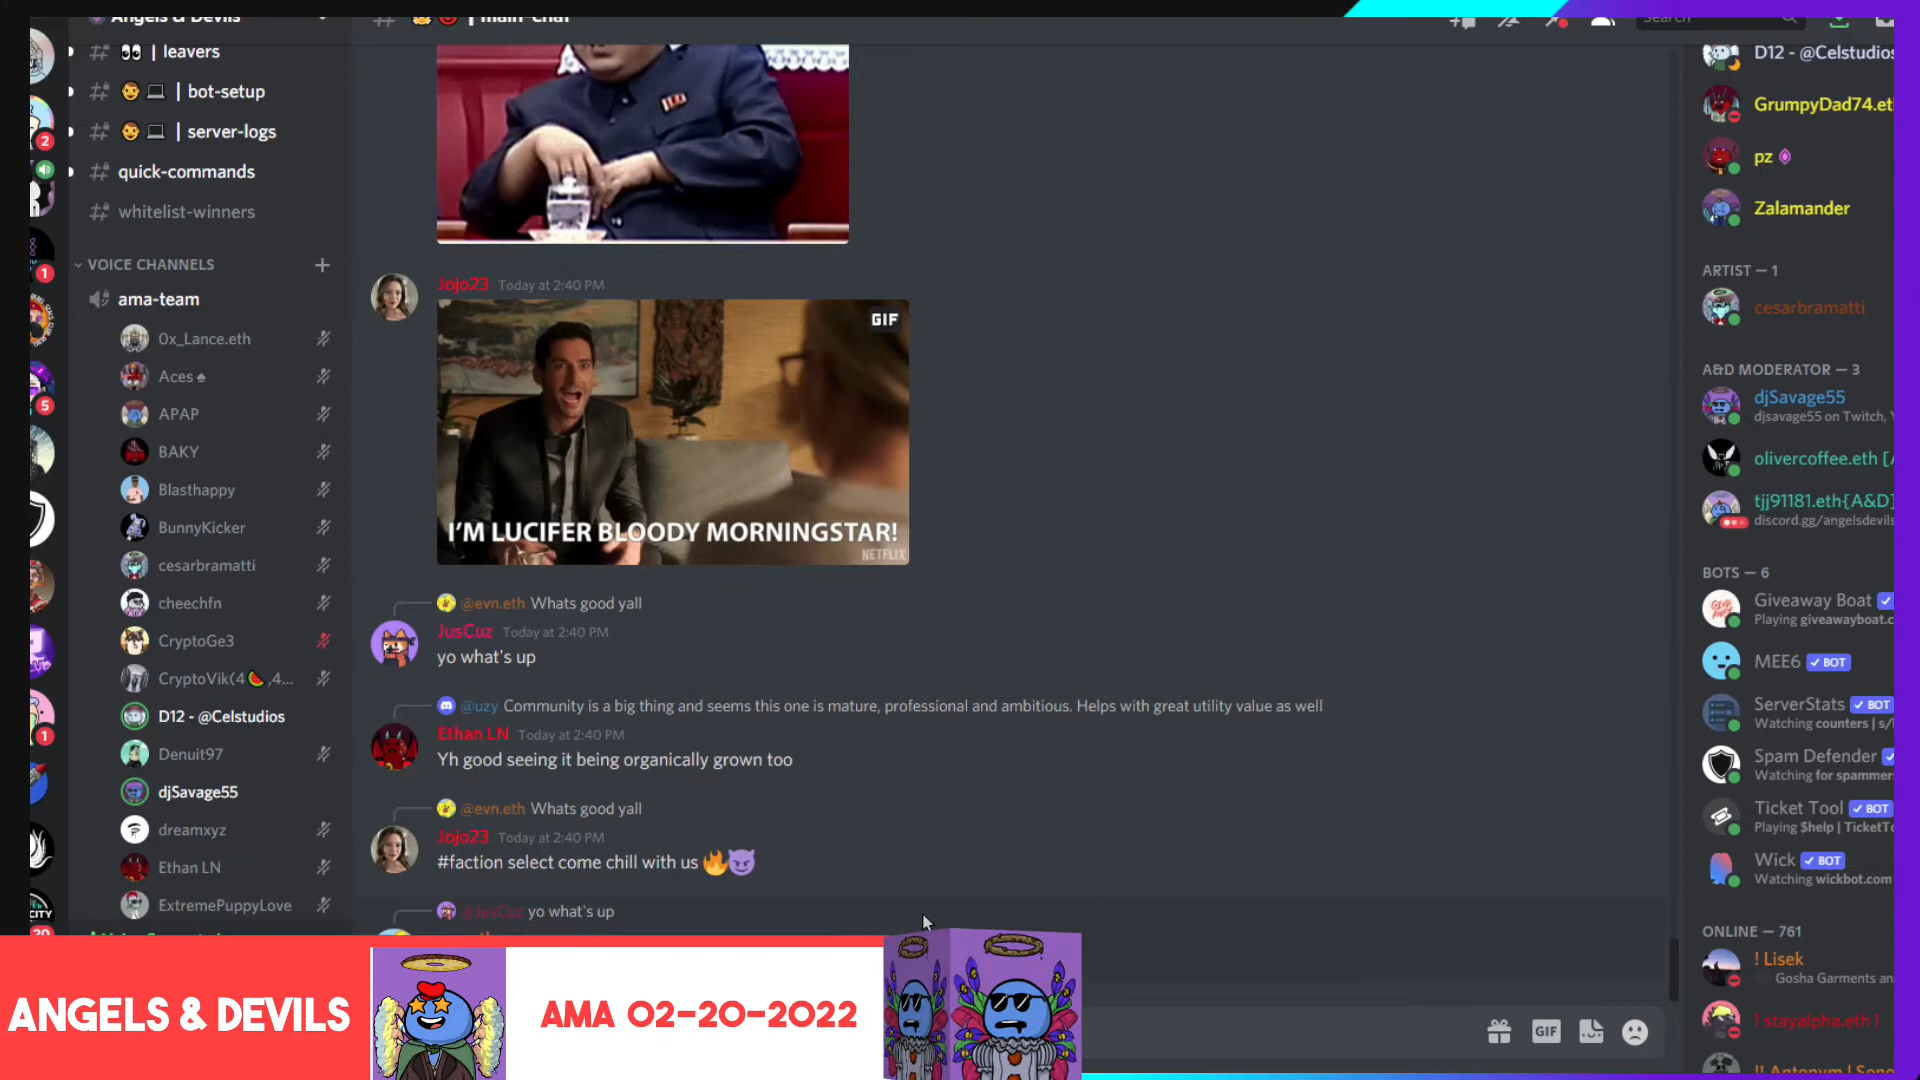 Angels & Devils
| main-chat
Search
| leavers
| bot-setup
| server-logs
quick-commands
whitelist-winners
VOICE CHANNELS
ama-team
0x_Lance.eth
Aces♠
APAP
BAKY
Blasthappy
BunnyKicker
cesarbramatti
cheechfn
CryptoGe3
CryptoVik(4🍉,4...
D12 - @Celstudios
Denuit97
djSavage55
dreamxyz
Ethan LN
ExtremePuppyLove
2
1
5
1
20
CITY
Jojo23 Today at 2:40 PM
GIF
I'M LUCIFER BLOODY MORNINGSTAR!
NETFLIX
@evn.eth Whats good yall
JusCuz Today at 2:40 PM
yo what's up
@uzy Community is a big thing and seems this one is mature, professional and ambitious. Helps with great utility value as well
Ethan LN Today at 2:40 PM
Yh good seeing it being organically grown too
@evn.eth Whats good yall
Jojo23 Today at 2:40 PM
#faction select come chill with us 🔥😈
@JusCuz yo what's up
GIF
D12 - @Celstudios
GrumpyDad74.et
pz
Zalamander
ARTIST — 1
cesarbramatti
A&D MODERATOR — 3
djSavage55
djsavage55 on Twitch, Y
olivercoffee.eth [
tjj91181.eth{A&D}
discord.gg/angelsdevils
BOTS — 6
Giveaway Boat
Playing giveawayboat.c
MEE6 ✓ BOT
ServerStats ✓ BOT
Watching counters | s/
Spam Defender ✓
Watching for spammers
Ticket Tool ✓ BOT
Playing $help | TicketTo
Wick ✓ BOT
Watching wickbot.com
ONLINE — 761
! Lisek
Gosha Garments an
! stayalpha.eth !
ANGELS & DEVILS
AMA 02-20-2022